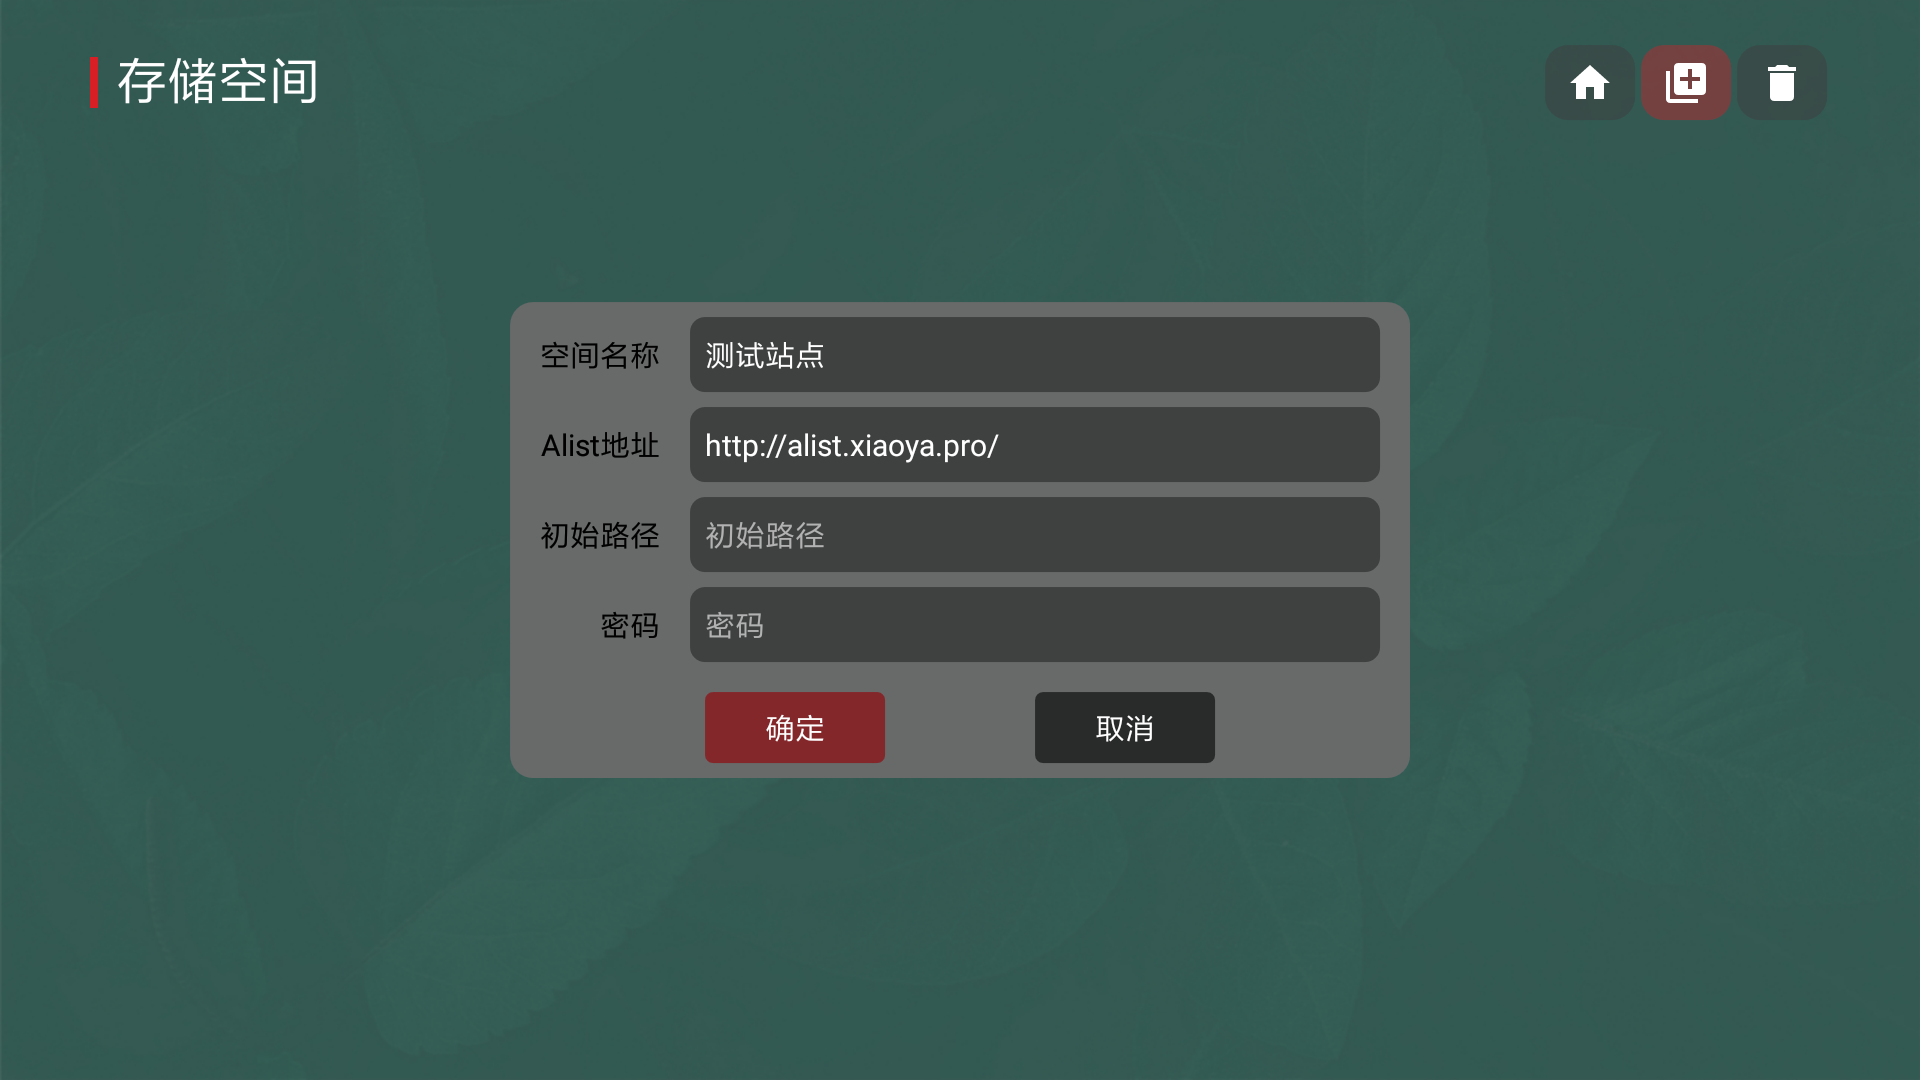 存储空间
空间名称 测试站点
Alist地址 http://alist.xiaoya.pro/
初始路径 初始路径
密码 密码
确定 取消